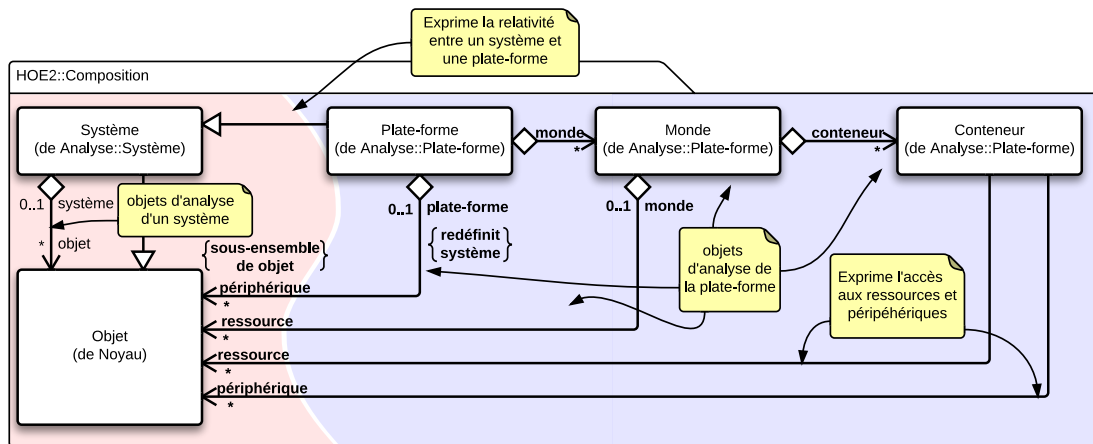 Exprime la relativité
entre un système et
une plate-forme
HOE2::Composition
Système
(de Analyse::Système)
Plate-forme
(de Analyse::Plate-forme)
monde
*
Monde
(de Analyse::Plate-forme)
conteneur
*
Conteneur
(de Analyse::Plate-forme)
0..1
système
objets d'analyse
d'un système
*
objet
0..1
plate-forme
{redéfinit
système}
0..1
monde
{sous-ensemble
de objet}
objets
d'analyse de
la plate-forme
Exprime l'accès
aux ressources et
péripéhériques
Objet
(de Noyau)
périphérique
*
ressource
*
ressource
*
périphérique
*